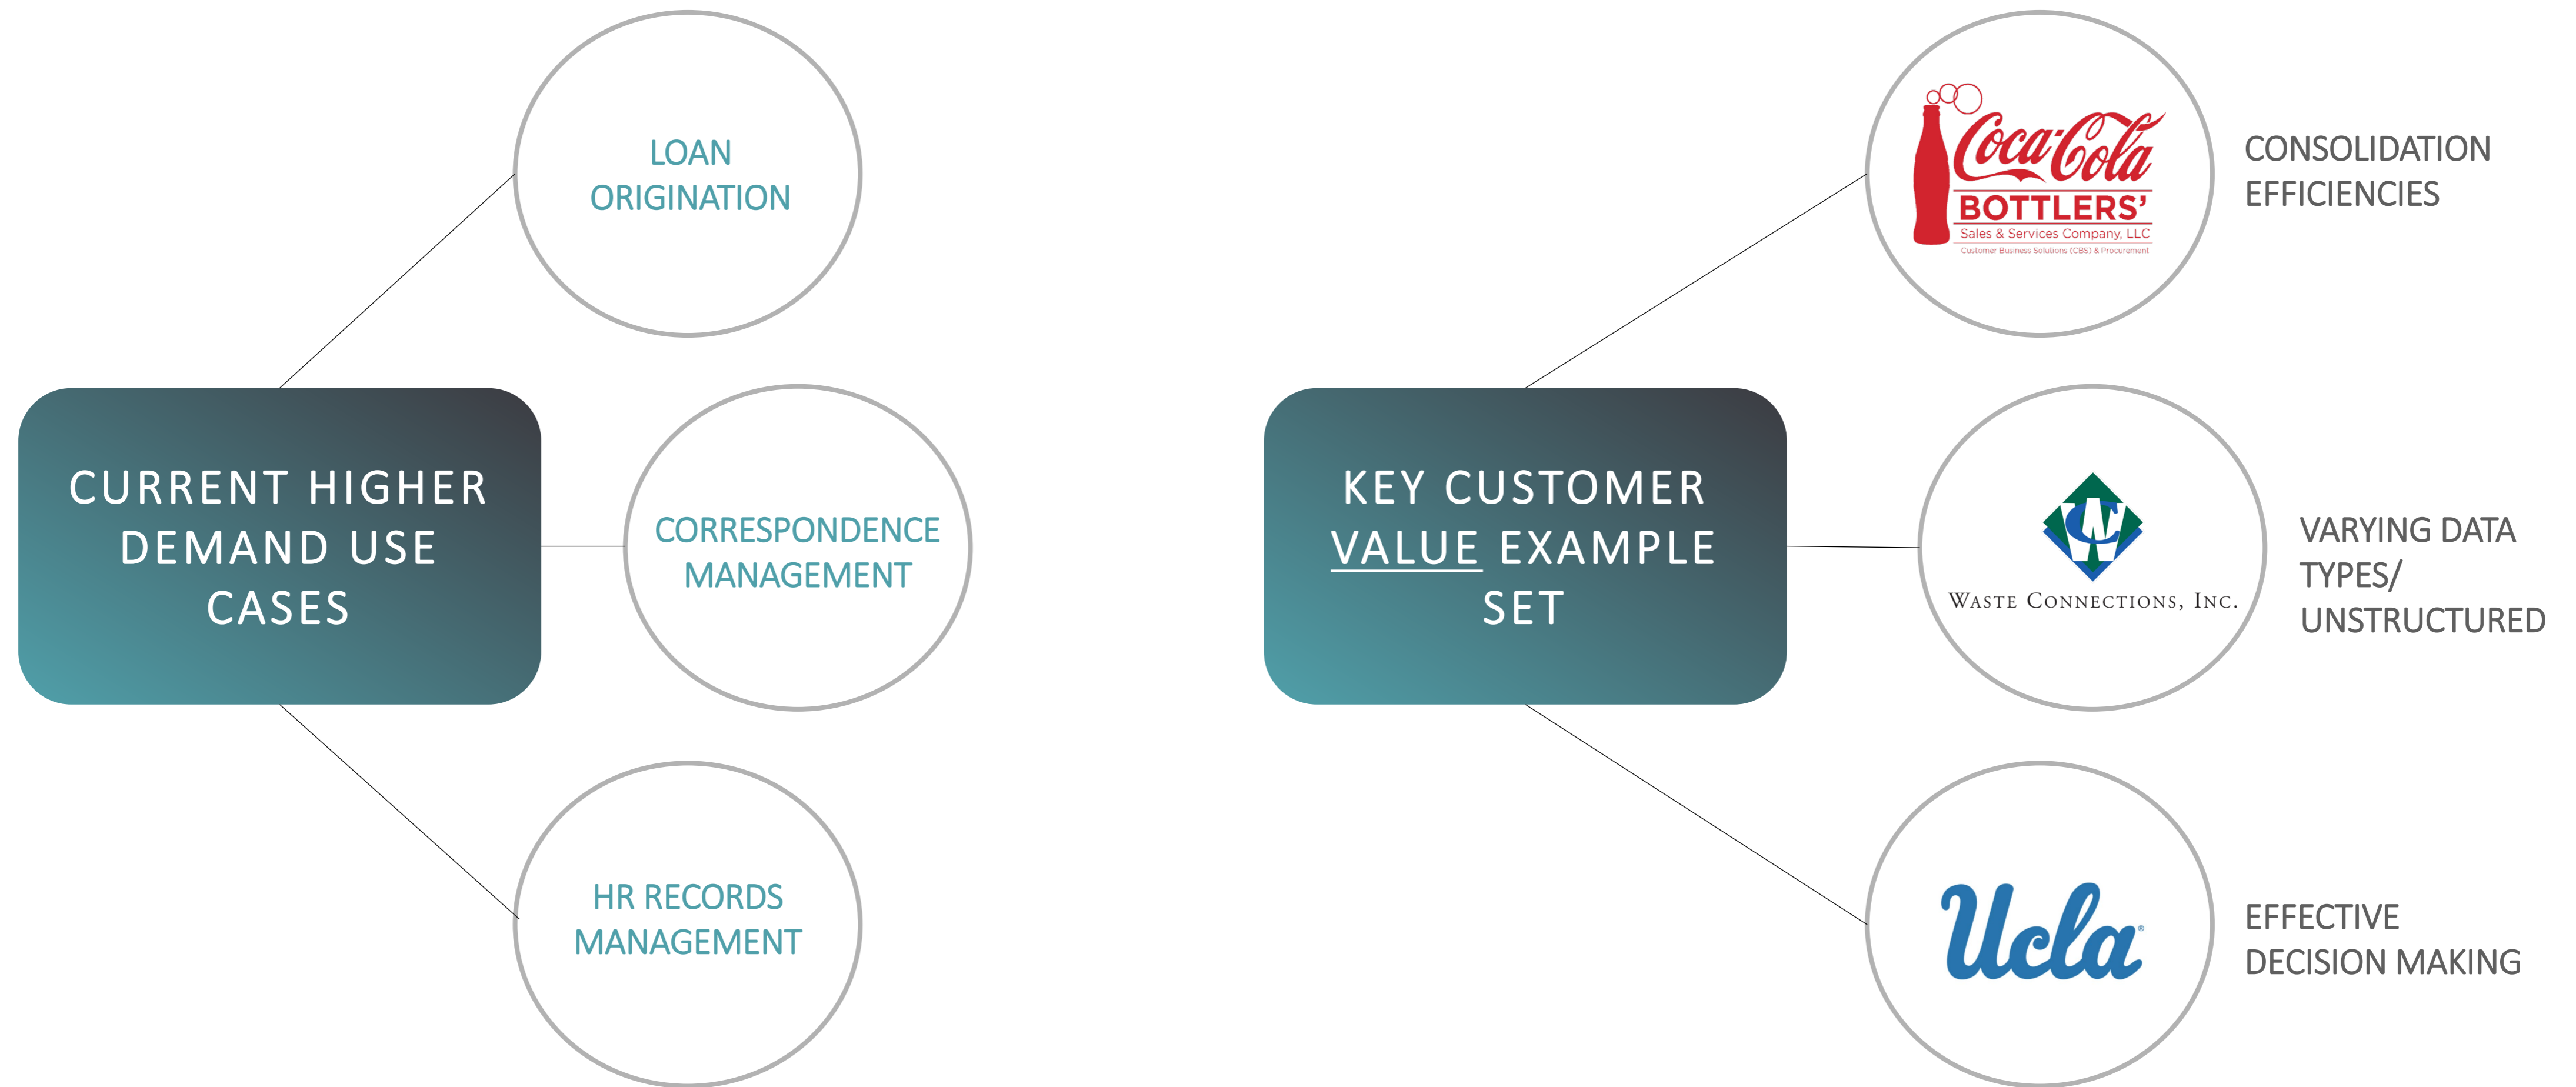 LOAN
ORIGINATION
CURRENT HIGHER
DEMAND USE
CASES
CORRESPONDENCE
MANAGEMENT
HR RECORDS
MANAGEMENT
Coca-Cola
BOTTLERS'
Sales & Services Company, LLC
Customer Business Solutions (CBS) & Procurement
CONSOLIDATION
EFFICIENCIES
KEY CUSTOMER
VALUE EXAMPLE
SET
WC
WASTE CONNECTIONS, INC.
VARYING DATA
TYPES/
UNSTRUCTURED
Ucla®
EFFECTIVE
DECISION MAKING